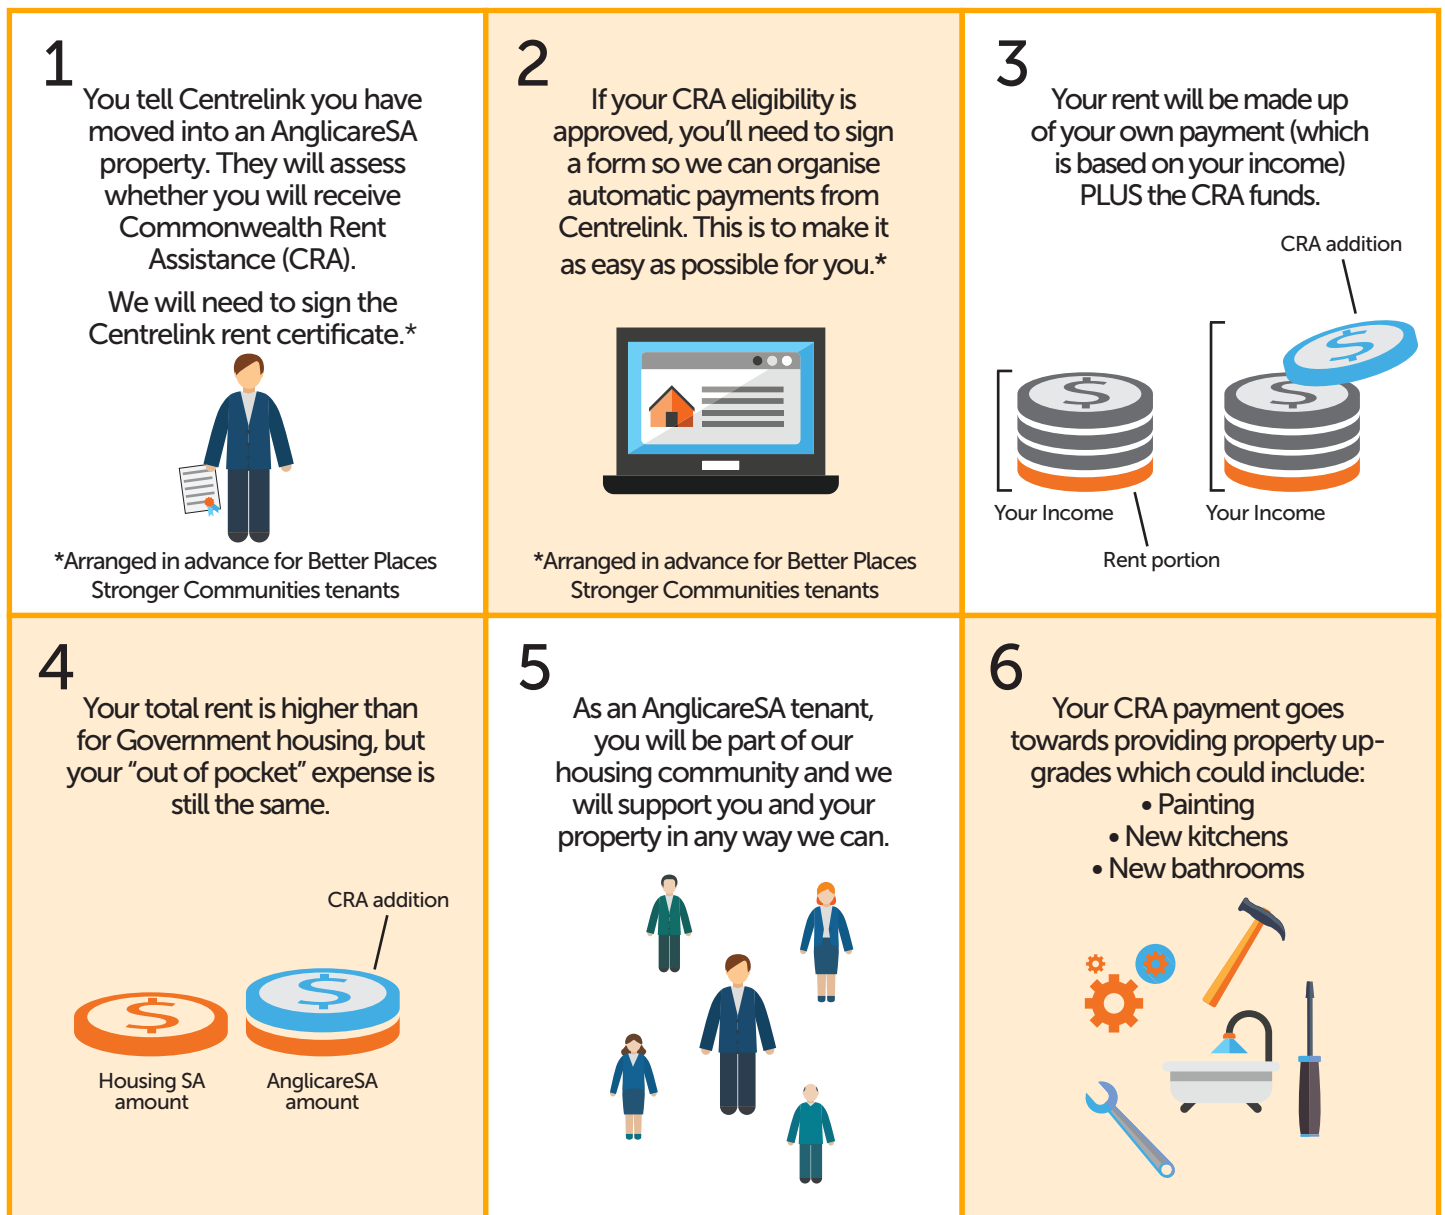 1
You tell Centrelink you have
moved into an AnglicareSA
property. They will assess
whether you will receive
Commonwealth Rent
Assistance (CRA).
We will need to sign the
Centrelink rent certificate.*
*Arranged in advance for Better Places
Stronger Communities tenants
2
If your CRA eligibility is
approved, you’ll need to sign
a form so we can organise
automatic payments from
Centrelink. This is to make it
as easy as possible for you.*
*Arranged in advance for Better Places
Stronger Communities tenants
3
Your rent will be made up
of your own payment (which
is based on your income)
PLUS the CRA funds.
CRA addition
$
$
$
Your Income
Your Income
Rent portion
4
Your total rent is higher than
for Government housing, but
your “out of pocket” expense is
still the same.
CRA addition
$
$
Housing SA
amount
AnglicareSA
amount
5
As an AnglicareSA tenant,
you will be part of our
housing community and we
will support you and your
property in any way we can.
6
Your CRA payment goes
towards providing property up-
grades which could include:
• Painting
• New kitchens
• New bathrooms